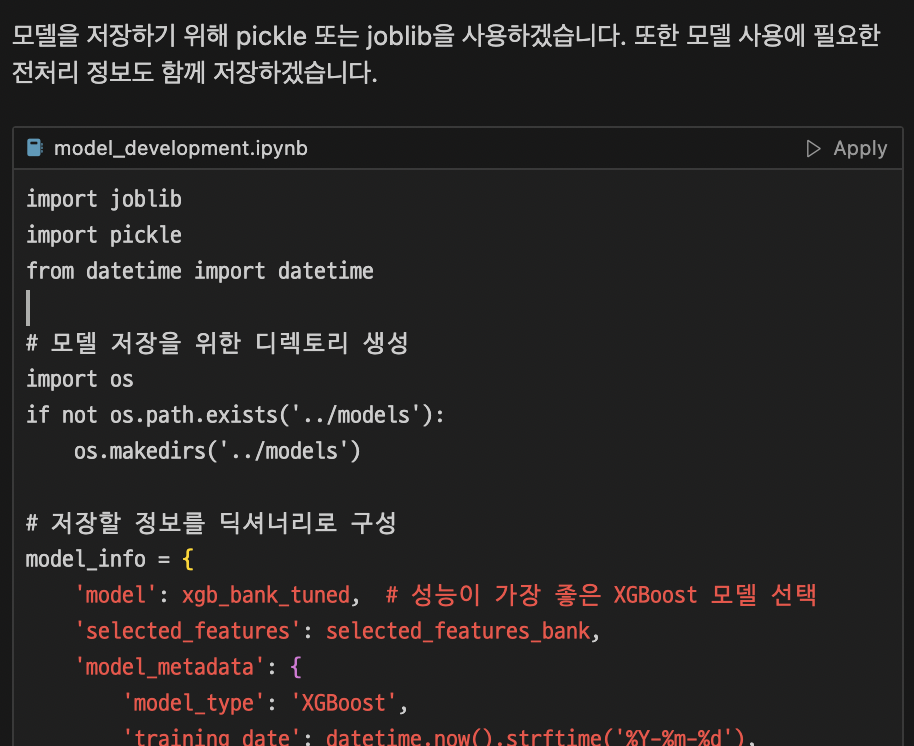 모델을 저장하기 위해 pickle 또는 joblib을 사용하겠습니다. 또한 모델 사용에 필요한
전처리 정보도 함께 저장하겠습니다.
model_development.ipynb
Apply
import joblib
import pickle
from datetime import datetime
# 모델 저장을 위한 디렉토리 생성
import os
if not os.path.exists('../models'):
    os.makedirs('../models')
# 저장할 정보를 딕셔너리로 구성
model_info = {
    'model': xgb_bank_tuned,  # 성능이 가장 좋은 XGBoost 모델 선택
    'selected_features': selected_features_bank,
    'model_metadata': {
        'model_type': 'XGBoost',
        'training_date': datetime.now().strftime('%Y-%m-%d'),